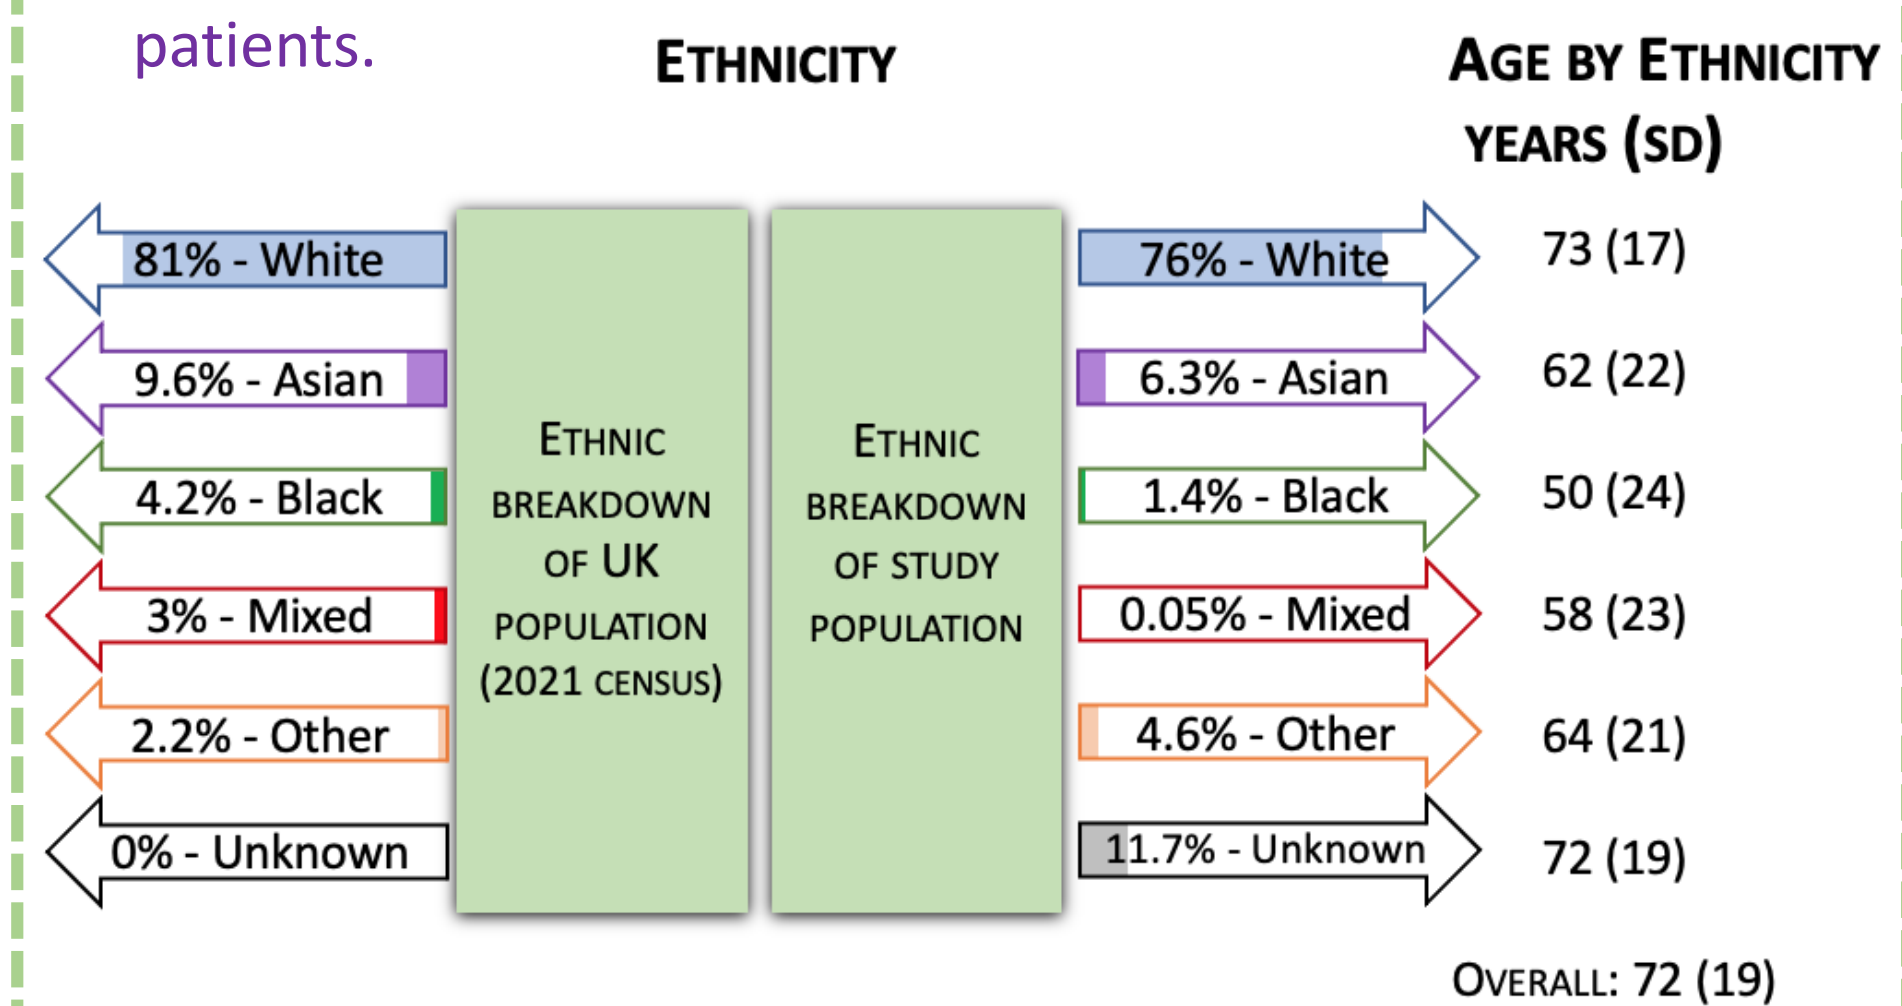 patients.
ETHNICITY
AGE BY ETHNICITY
YEARS (SD)
81% - White
76% - White
73 (17)
9.6% - Asian
6.3% - Asian
62 (22)
4.2% - Black
1.4% - Black
50 (24)
3% - Mixed
0.05% - Mixed
58 (23)
2.2% - Other
4.6% - Other
64 (21)
0% - Unknown
11.7% - Unknown
72 (19)
ETHNIC
BREAKDOWN
OF UK
POPULATION
(2021 CENSUS)
ETHNIC
BREAKDOWN
OF STUDY
POPULATION
OVERALL: 72 (19)